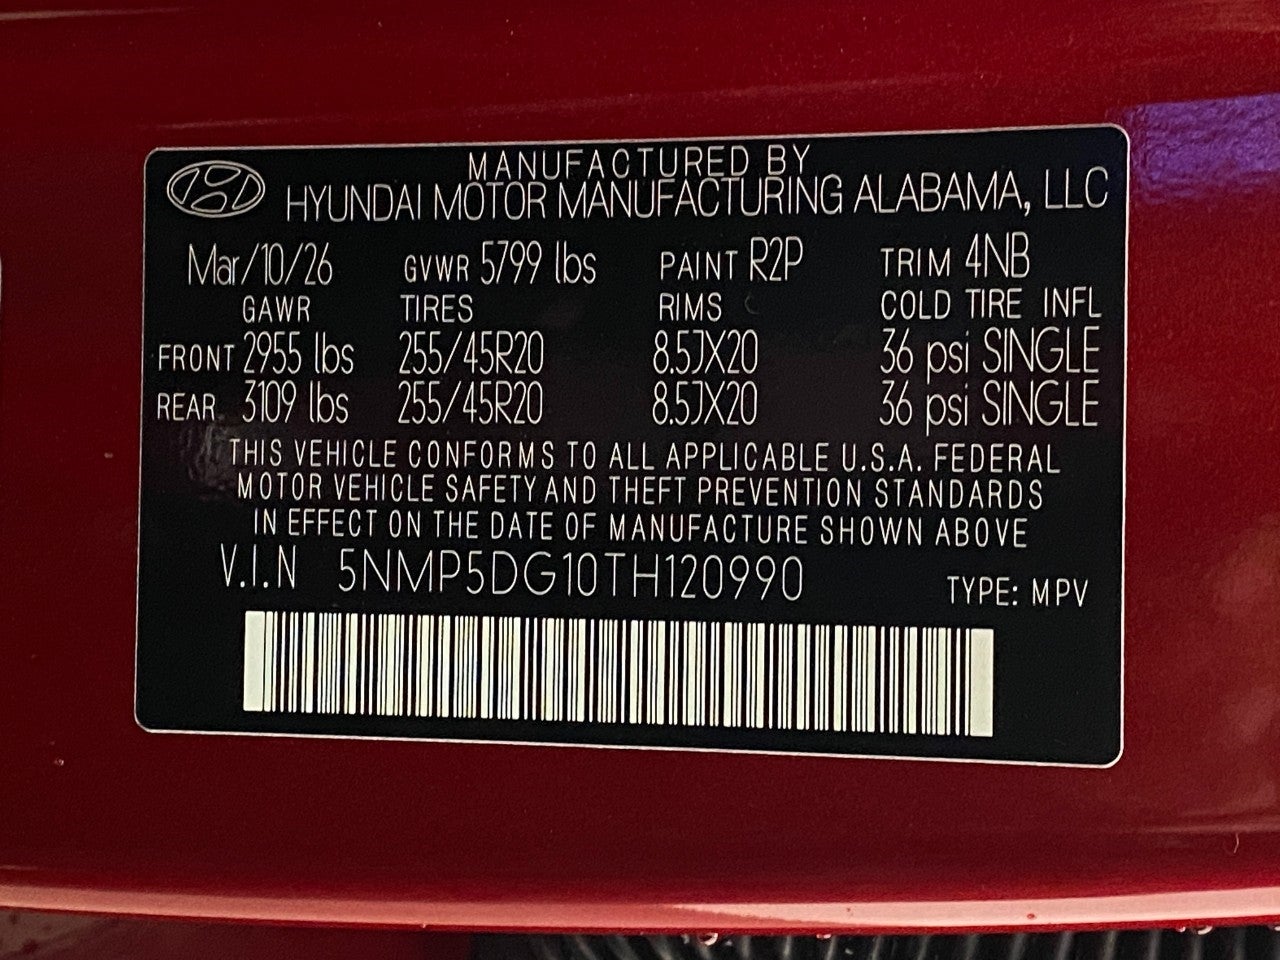 MANUFACTURED BY
HYUNDAI MOTOR MANUFACTURING ALABAMA, LLC
Mar/10/26 GVWR 5799 lbs PAINT R2P TRIM 4NB
GAWR TIRES RIMS COLD TIRE INFL
FRONT 2955 lbs 255/45R20 8.5JX20 36 psi SINGLE
REAR 3109 lbs 255/45R20 8.5JX20 36 psi SINGLE
THIS VEHICLE CONFORMS TO ALL APPLICABLE U.S.A. FEDERAL
MOTOR VEHICLE SAFETY AND THEFT PREVENTION STANDARDS
IN EFFECT ON THE DATE OF MANUFACTURE SHOWN ABOVE
V.I.N 5NMP5DG10TH120990 TYPE: MPV